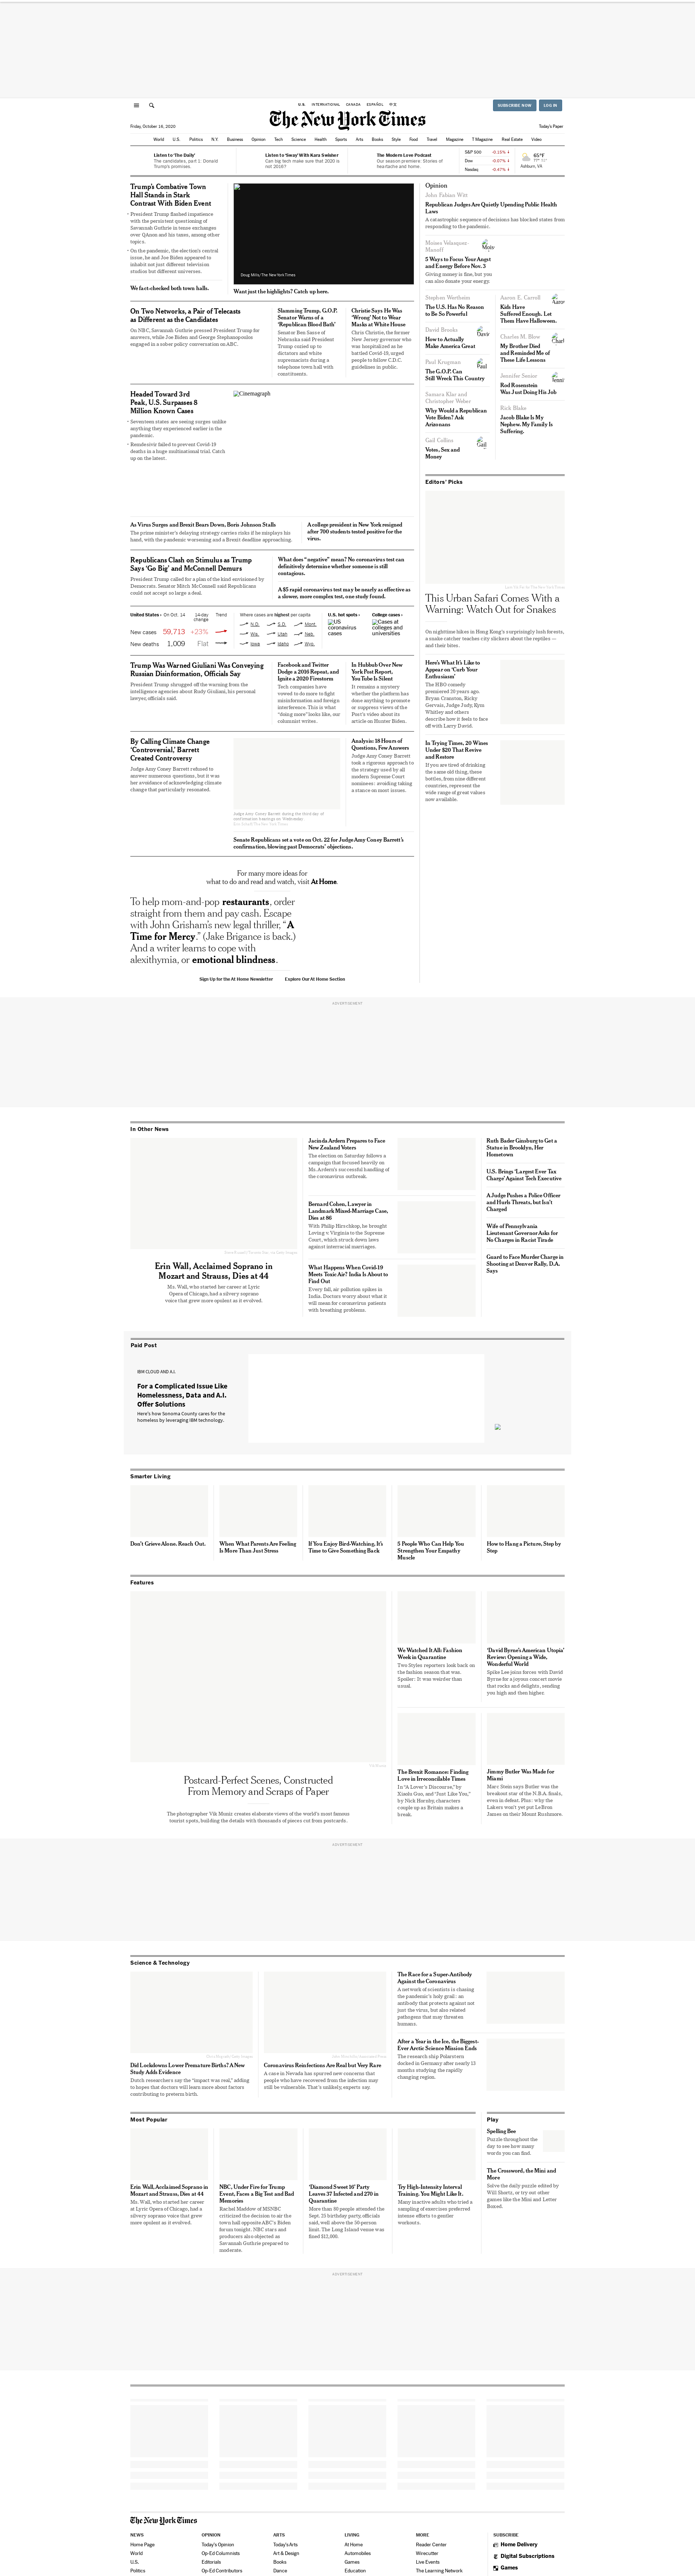 U.S.
INTERNATIONAL
CANADA
ESPAÑOL
中文
SUBSCRIBE NOW
LOG IN
The New York Times
Friday, October 16, 2020
Today's Paper
World U.S. Politics N.Y. Business Opinion Tech Science Health Sports Arts Books Style Food Travel Magazine T Magazine Real Estate Video
Listen to 'The Daily'
The candidates, part 1: Donald
Trump's promises.
Listen to 'Sway' With Kara Swisher
Can big tech make sure that 2020 is
not 2016?
The Modern Love Podcast
Our season premiere: Stories of
heartache and home.
S&P 500 -0.15% ↓
Dow -0.07% ↓
Nasdaq -0.47% ↓
65°F
Ashburn, VA
Trump's Combative Town
Hall Stands in Stark
Contrast With Biden Event
President Trump flashed impatience
with the persistent questioning of
Savannah Guthrie in tense exchanges
over QAnon and his taxes, among other
topics.
On the pandemic, the election's central
issue, he and Joe Biden appeared to
inhabit not just different television
studios but different universes.
We fact-checked both town halls.
Doug Mills/The New York Times
Want just the highlights? Catch up here.
On Two Networks, a Pair of Telecasts
as Different as the Candidates
On NBC, Savannah Guthrie pressed President Trump for
answers, while Joe Biden and George Stephanopoulos
engaged in a sober policy conversation on ABC.
Slamming Trump, G.O.P.
Senator Warns of a
'Republican Blood Bath'
Senator Ben Sasse of
Nebraska said President
Trump cozied up to
dictators and white
supremacists during a
telephone town hall with
constituents.
Christie Says He Was
'Wrong' Not to Wear
Masks at White House
Chris Christie, the former
New Jersey governor who
was hospitalized as he
battled Covid-19, urged
people to follow C.D.C.
guidelines in public.
Headed Toward 3rd
Peak, U.S. Surpasses 8
Million Known Cases
Seventeen states are seeing surges unlike
anything they experienced earlier in the
pandemic.
Remdesivir failed to prevent Covid-19
deaths in a huge multinational trial. Catch
up on the latest.
Cinemagraph
As Virus Surges and Brexit Bears Down, Boris Johnson Stalls
The prime minister's delaying strategy carries risks if he misplays his
hand, with the pandemic worsening and a Brexit deadline approaching.
A college president in New York resigned
after 700 students tested positive for the
virus.
Republicans Clash on Stimulus as Trump
Says 'Go Big' and McConnell Demurs
President Trump called for a plan of the kind envisioned by
Democrats. Senator Mitch McConnell said Republicans
would not accept so large a deal.
What does "negative" mean? No coronavirus test can
definitively determine whether someone is still
contagious.
A $5 rapid coronavirus test may be nearly as effective as
a slower, more complex test, one study found.
United States › On Oct. 14 14-day change Trend
New cases 59,713 +23%
New deaths 1,009 Flat
Where cases are highest per capita
N.D. S.D. Mont.
Wis. Utah Neb.
Iowa Idaho Wyo.
U.S. hot spots ›
US coronavirus cases
College cases ›
Cases at colleges and universities
Trump Was Warned Giuliani Was Conveying
Russian Disinformation, Officials Say
President Trump shrugged off the warning from the
intelligence agencies about Rudy Giuliani, his personal
lawyer, officials said.
Facebook and Twitter
Dodge a 2016 Repeat, and
Ignite a 2020 Firestorm
Tech companies have
vowed to do more to fight
misinformation and foreign
interference. This is what
"doing more" looks like, our
columnist writes.
In Hubbub Over New
York Post Report,
YouTube Is Silent
It remains a mystery
whether the platform has
done anything to promote
or suppress views of the
Post's video about its
article on Hunter Biden.
By Calling Climate Change
'Controversial,' Barrett
Created Controversy
Judge Amy Coney Barrett refused to
answer numerous questions, but it was
her avoidance of acknowledging climate
change that particularly resonated.
Judge Amy Coney Barrett during the third day of
confirmation hearings on Wednesday.
Analysis: 18 Hours of
Questions, Few Answers
Judge Amy Coney Barrett
took a rigorous approach to
the strategy used by all
modern Supreme Court
nominees: avoiding taking
a stance on most issues.
Senate Republicans set a vote on Oct. 22 for Judge Amy Coney Barrett's
confirmation, blowing past Democrats' objections.
For many more ideas for
what to do and read and watch, visit At Home.
To help mom-and-pop restaurants, order
straight from them and pay cash. Escape
with John Grisham's new legal thriller, "A
Time for Mercy." (Jake Brigance is back.)
And a writer learns to cope with
alexithymia, or emotional blindness.
Sign Up for the At Home Newsletter
Explore Our At Home Section
Opinion
John Fabian Witt
Republican Judges Are Quietly Upending Public Health
Laws
A catastrophic sequence of decisions has blocked states from
responding to the pandemic.
Moises Velasquez-
Manoff
5 Ways to Focus Your Angst
and Energy Before Nov. 3
Giving money is fine, but you
can also donate your energy.
Stephen Wertheim
The U.S. Has No Reason
to Be So Powerful
David Brooks
How to Actually
Make America Great
Paul Krugman
The G.O.P. Can
Still Wreck This Country
Samara Klar and
Christopher Weber
Why Would a Republican
Vote Biden? Ask
Arizonans
Gail Collins
Votes, Sex and
Money
Aaron E. Carroll
Kids Have
Suffered Enough. Let
Them Have Halloween.
Charles M. Blow
My Brother Died
and Reminded Me of
These Life Lessons
Jennifer Senior
Rod Rosenstein
Was Just Doing His Job
Rick Blake
Jacob Blake Is My
Nephew. My Family Is
Suffering.
Editors' Picks
This Urban Safari Comes With a
Warning: Watch Out for Snakes
On nighttime hikes in Hong Kong's surprisingly lush forests,
a snake catcher teaches city slickers about the reptiles —
and their bites.
Here's What It's Like to
Appear on 'Curb Your
Enthusiasm'
The HBO comedy
premiered 20 years ago.
Bryan Cranston, Ricky
Gervais, Judge Judy, Kym
Whitley and others
describe how it feels to face
off with Larry David.
In Trying Times, 20 Wines
Under $20 That Revive
and Restore
If you are tired of drinking
the same old thing, these
bottles, from nine different
countries, represent the
wide range of great values
now available.
ADVERTISEMENT
In Other News
Erin Wall, Acclaimed Soprano in
Mozart and Strauss, Dies at 44
Ms. Wall, who started her career at Lyric
Opera of Chicago, had a silvery soprano
voice that grew more opulent as it evolved.
Jacinda Ardern Prepares to Face
New Zealand Voters
The election on Saturday follows a
campaign that focused heavily on
Ms. Ardern's successful handling of
the coronavirus outbreak.
Bernard Cohen, Lawyer in
Landmark Mixed-Marriage Case,
Dies at 86
With Philip Hirschkop, he brought
Loving v. Virginia to the Supreme
Court, which struck down laws
against interracial marriages.
What Happens When Covid-19
Meets Toxic Air? India Is About to
Find Out
Every fall, air pollution spikes in
India. Doctors worry about what it
will mean for coronavirus patients
with breathing problems.
Ruth Bader Ginsburg to Get a
Statue in Brooklyn, Her
Hometown
U.S. Brings 'Largest Ever Tax
Charge' Against Tech Executive
A Judge Pushes a Police Officer
and Hurls Threats, but Isn't
Charged
Wife of Pennsylvania
Lieutenant Governor Asks for
No Charges in Racist Tirade
Guard to Face Murder Charge in
Shooting at Denver Rally, D.A.
Says
Paid Post
IBM CLOUD AND A.I.
For a Complicated Issue Like
Homelessness, Data and A.I.
Offer Solutions
Here's how Sonoma County cares for the
homeless by leveraging IBM technology.
Smarter Living
Don't Grieve Alone. Reach Out.
When What Parents Are Feeling
Is More Than Just Stress
If You Enjoy Bird-Watching, It's
Time to Give Something Back
5 People Who Can Help You
Strengthen Your Empathy
Muscle
How to Hang a Picture, Step by
Step
Features
Postcard-Perfect Scenes, Constructed
From Memory and Scraps of Paper
The photographer Vik Muniz creates elaborate views of the world's most famous
tourist spots, building the details with thousands of pieces cut from postcards.
We Watched It All: Fashion
Week in Quarantine
Two Styles reporters look back on
the fashion season that was.
Spoiler: It was weirder than
usual.
'David Byrne's American Utopia'
Review: Opening a Wide,
Wonderful World
Spike Lee joins forces with David
Byrne for a joyous concert movie
that rocks and delights, sending
you high and then higher.
The Brexit Romance: Finding
Love in Irreconcilable Times
In "A Lover's Discourse," by
Xiaolu Guo, and "Just Like You,"
by Nick Hornby, characters
couple up as Britain makes a
break.
Jimmy Butler Was Made for
Miami
Marc Stein says Butler was the
breakout star of the N.B.A. finals,
even in defeat. Plus: why the
Lakers won't yet put LeBron
James on their Mount Rushmore.
ADVERTISEMENT
Science & Technology
Did Lockdowns Lower Premature Births? A New
Study Adds Evidence
Dutch researchers say the "impact was real," adding
to hopes that doctors will learn more about factors
contributing to preterm birth.
Coronavirus Reinfections Are Real but Very Rare
A case in Nevada has spurred new concerns that
people who have recovered from the infection may
still be vulnerable. That's unlikely, experts say.
The Race for a Super-Antibody
Against the Coronavirus
A network of scientists is chasing
the pandemic's holy grail: an
antibody that protects against not
just the virus, but also related
pathogens that may threaten
humans.
After a Year in the Ice, the Biggest-
Ever Arctic Science Mission Ends
The research ship Polarstern
docked in Germany after nearly 13
months studying the rapidly
changing region.
Most Popular
Erin Wall, Acclaimed Soprano in
Mozart and Strauss, Dies at 44
Ms. Wall, who started her career
at Lyric Opera of Chicago, had a
silvery soprano voice that grew
more opulent as it evolved.
NBC, Under Fire for Trump
Event, Faces a Big Test and Bad
Memories
Rachel Maddow of MSNBC
criticized the decision to air the
town hall opposite ABC's Biden
forum tonight. NBC stars and
producers also objected as
Savannah Guthrie prepared to
moderate.
'Diamond Sweet 16' Party
Leaves 37 Infected and 270 in
Quarantine
More than 80 people attended the
Sept. 25 birthday party, officials
said, well above the 50-person
limit. The Long Island venue was
fined $12,000.
Try High-Intensity Interval
Training. You Might Like It.
Many inactive adults who tried a
sampling of exercises preferred
intense efforts to gentler
workouts.
Play
Spelling Bee
Puzzle throughout the
day to see how many
words you can find.
The Crossword, the Mini and
More
Solve the daily puzzle edited by
Will Shortz, or try out other
games like the Mini and Letter
Boxed.
ADVERTISEMENT
The New York Times
NEWS
Home Page
World
U.S.
Politics
OPINION
Today's Opinion
Op-Ed Columnists
Editorials
Op-Ed Contributors
ARTS
Today's Arts
Art & Design
Books
Dance
LIVING
At Home
Automobiles
Games
Education
MORE
Reader Center
Wirecutter
Live Events
The Learning Network
SUBSCRIBE
Home Delivery
Digital Subscriptions
Games